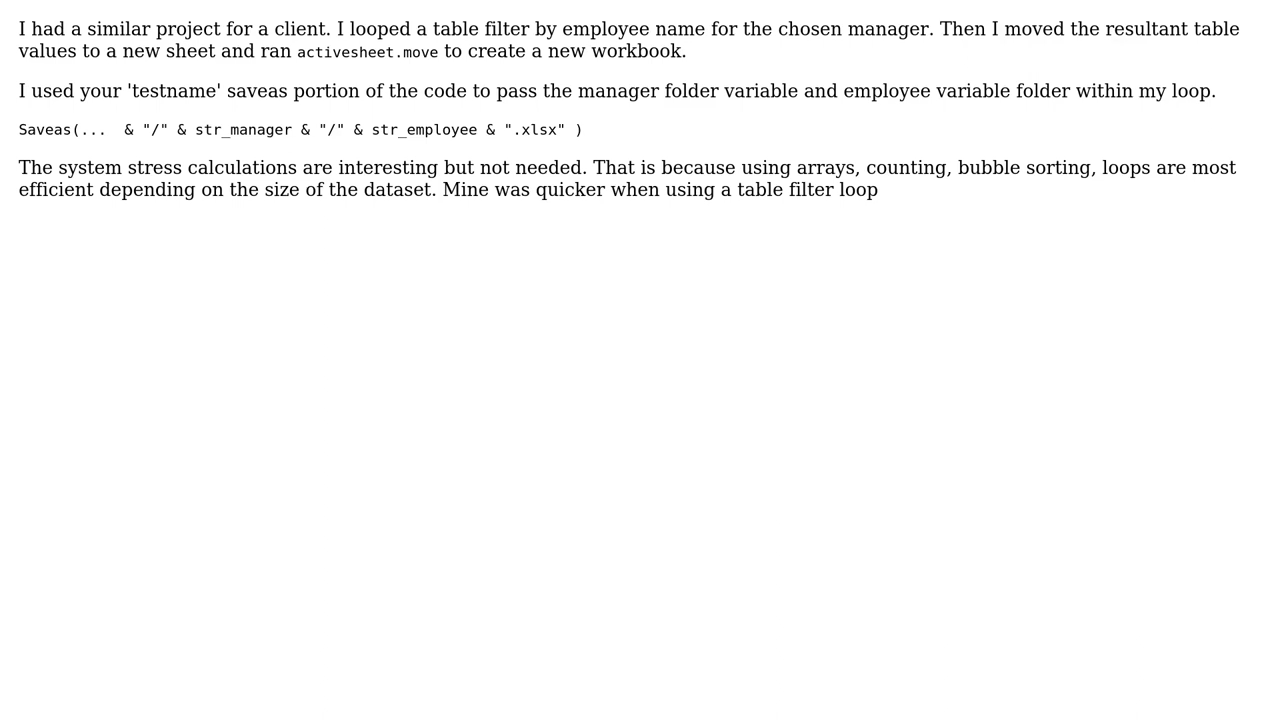 I had a similar project for a client. I looped a table filter by employee name for the chosen manager. Then I moved the resultant table
values to a new sheet and ran activesheet.move to create a new workbook.
I used your 'testname' saveas portion of the code to pass the manager folder variable and employee variable folder within my loop.
Saveas(...  & "/" & str_manager & "/" & str_employee & ".xlsx" )
The system stress calculations are interesting but not needed. That is because using arrays, counting, bubble sorting, loops are most
efficient depending on the size of the dataset. Mine was quicker when using a table filter loop